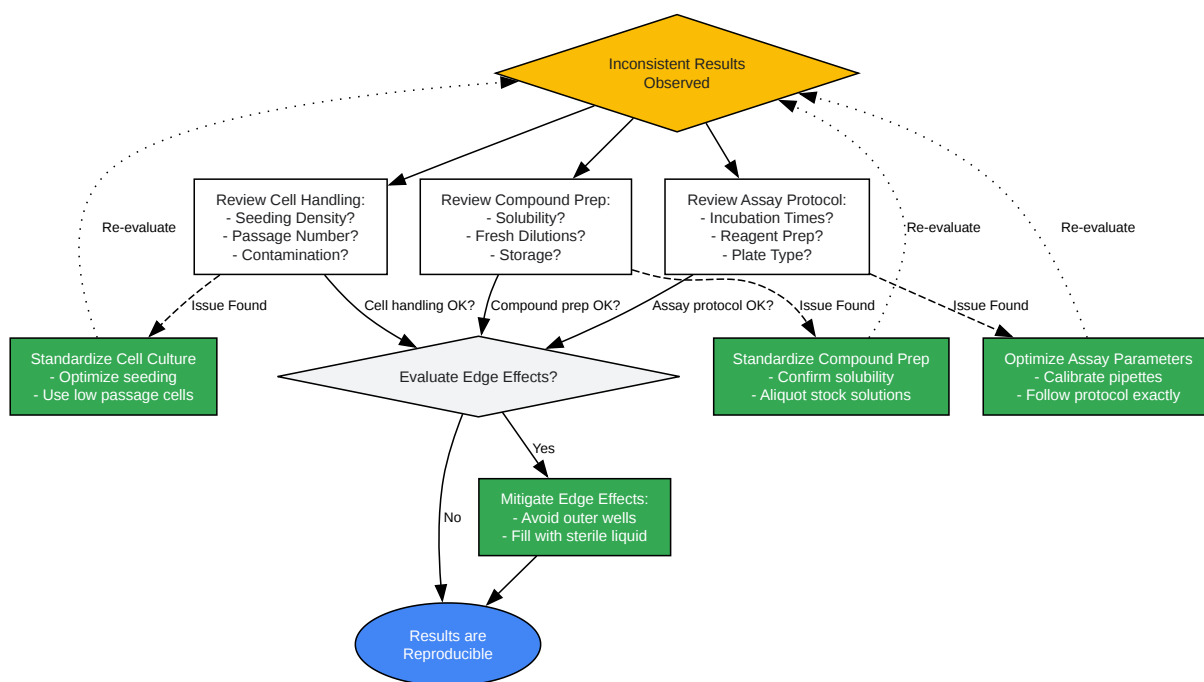 Inconsistent Results
Observed
Review Cell Handling:
- Seeding Density?
- Passage Number?
- Contamination?
Review Compound Prep:
- Solubility?
- Fresh Dilutions?
- Storage?
Review Assay Protocol:
- Incubation Times?
- Reagent Prep?
- Plate Type?
Re-evaluate
Re-evaluate
Re-evaluate
Issue Found
Cell handling OK?
Compound prep OK?
Assay protocol OK?
Issue Found
Issue Found
Standardize Cell Culture
- Optimize seeding
- Use low passage cells
Evaluate Edge Effects?
Standardize Compound Prep
- Confirm solubility
- Aliquot stock solutions
Optimize Assay Parameters
- Calibrate pipettes
- Follow protocol exactly
Yes
No
Mitigate Edge Effects:
- Avoid outer wells
- Fill with sterile liquid
Results are
Reproducible